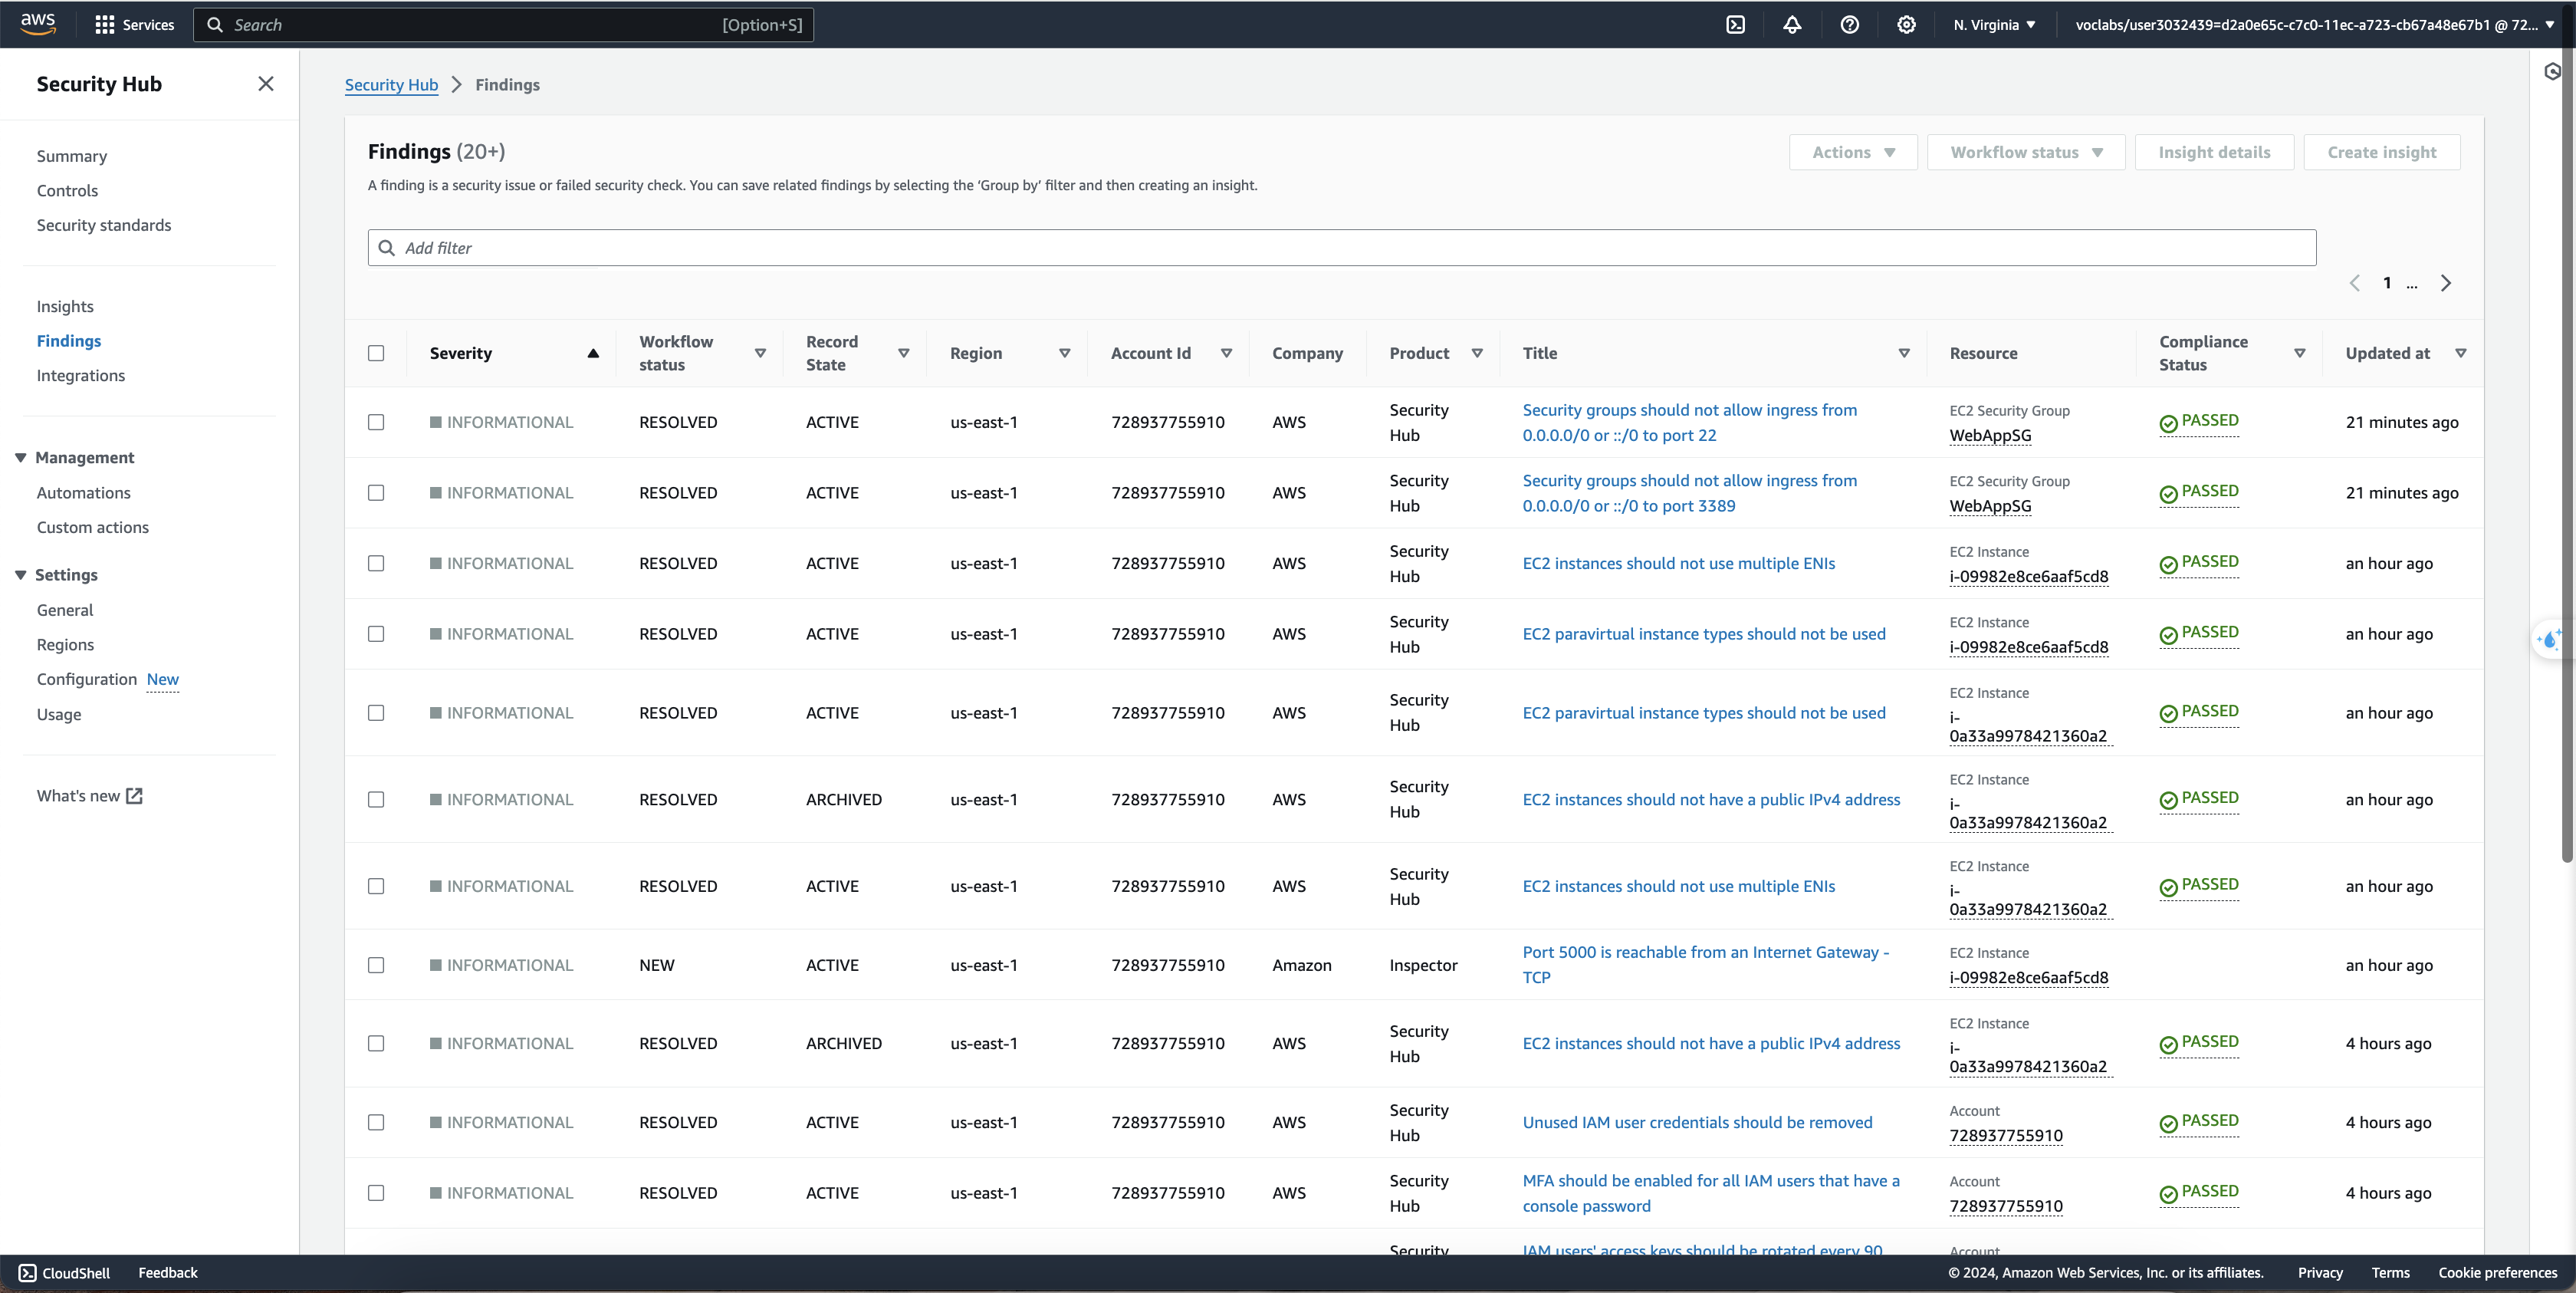 aws
Services
Search
[Option+S]
N. Virginia
voclabs/user3032439=d2a0e65c-c7c0-11ec-a723-cb67a48e67b1 @ 72...
Security Hub
Summary
Controls
Security standards
Insights
Findings
Integrations
Management
Automations
Custom actions
Settings
General
Regions
Configuration New
Usage
What's new
Security Hub > Findings
Findings (20+)
Actions
Workflow status
Insight details
Create insight
A finding is a security issue or failed security check. You can save related findings by selecting the ‘Group by’ filter and then creating an insight.
Add filter
1 ...
Severity
Workflow
status
Record
State
Region
Account Id
Company
Product
Title
Resource
Compliance
Status
Updated at
INFORMATIONAL
RESOLVED
ACTIVE
us-east-1
728937755910
AWS
Security
Hub
Security groups should not allow ingress from
0.0.0.0/0 or ::/0 to port 22
EC2 Security Group
WebAppSG
PASSED
21 minutes ago
INFORMATIONAL
RESOLVED
ACTIVE
us-east-1
728937755910
AWS
Security
Hub
Security groups should not allow ingress from
0.0.0.0/0 or ::/0 to port 3389
EC2 Security Group
WebAppSG
PASSED
21 minutes ago
INFORMATIONAL
RESOLVED
ACTIVE
us-east-1
728937755910
AWS
Security
Hub
EC2 instances should not use multiple ENIs
EC2 Instance
i-09982e8ce6aaf5cd8
PASSED
an hour ago
INFORMATIONAL
RESOLVED
ACTIVE
us-east-1
728937755910
AWS
Security
Hub
EC2 paravirtual instance types should not be used
EC2 Instance
i-09982e8ce6aaf5cd8
PASSED
an hour ago
INFORMATIONAL
RESOLVED
ACTIVE
us-east-1
728937755910
AWS
Security
Hub
EC2 paravirtual instance types should not be used
EC2 Instance
i-
0a33a9978421360a2
PASSED
an hour ago
INFORMATIONAL
RESOLVED
ARCHIVED
us-east-1
728937755910
AWS
Security
Hub
EC2 instances should not have a public IPv4 address
EC2 Instance
i-
0a33a9978421360a2
PASSED
an hour ago
INFORMATIONAL
RESOLVED
ACTIVE
us-east-1
728937755910
AWS
Security
Hub
EC2 instances should not use multiple ENIs
EC2 Instance
i-
0a33a9978421360a2
PASSED
an hour ago
INFORMATIONAL
NEW
ACTIVE
us-east-1
728937755910
Amazon
Inspector
Port 5000 is reachable from an Internet Gateway -
TCP
EC2 Instance
i-09982e8ce6aaf5cd8
an hour ago
INFORMATIONAL
RESOLVED
ARCHIVED
us-east-1
728937755910
AWS
Security
Hub
EC2 instances should not have a public IPv4 address
EC2 Instance
i-
0a33a9978421360a2
PASSED
4 hours ago
INFORMATIONAL
RESOLVED
ACTIVE
us-east-1
728937755910
AWS
Security
Hub
Unused IAM user credentials should be removed
Account
728937755910
PASSED
4 hours ago
INFORMATIONAL
RESOLVED
ACTIVE
us-east-1
728937755910
AWS
Security
Hub
MFA should be enabled for all IAM users that have a
console password
Account
728937755910
PASSED
4 hours ago
Security
IAM users' access keys should be rotated every 90
Account
CloudShell
Feedback
© 2024, Amazon Web Services, Inc. or its affiliates.
Privacy
Terms
Cookie preferences